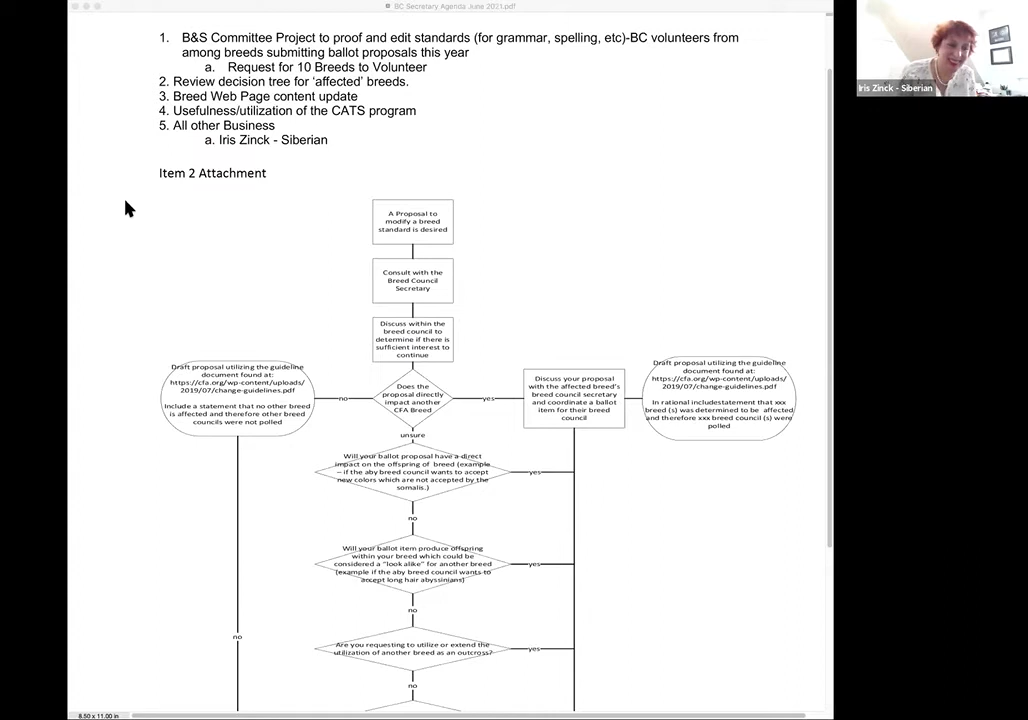 BC Secretary Agenda June 2021.pdf
1. B&S Committee Project to proof and edit standards (for grammar, spelling, etc)-BC volunteers from
among breeds submitting ballot proposals this year
a. Request for 10 Breeds to Volunteer
2. Review decision tree for 'affected' breeds.
3. Breed Web Page content update
4. Usefulness/utilization of the CATS program
5. All other Business
a. Iris Zinck - Siberian
Iris Zinck - Siberian
Item 2 Attachment
A Proposal to
modify a breed
standard is desired
Consult with the
Breed Council
Secretary
Discuss within the
breed council to
determine if there is
sufficient interest to
continue
Draft proposal utilizing the guideline
document found at:
https://cfa.org/wp-content/uploads/
2019/07/change-guidelines.pdf
Include a statement that no other breed
is affected and therefore other breed
councils were not polled
no
Does the
proposal directly
impact another
CFA Breed
yes
Discuss your proposal
with the affected breed's
breed council secretary
and coordinate a ballot
item for their breed
council
Draft proposal utilizing the guideline
document found at:
https://cfa.org/wp-content/uploads/
2019/07/change-guidelines.pdf
In rational includestatement that xxx
breed (s) was determined to be affected
and therefore xxx breed council (s) were
polled
unsure
Will your ballot proposal have a direct
impact on the offspring of breed (example
– if the aby breed council wants to accept
new colors which are not accepted by the
somalis.)
yes
no
Will your ballot item produce offspring
within your breed which could be
considered a "look alike" for another breed
(example if the aby breed council wants to
accept long hair abyssinians)
yes
no
no
Are you requesting to utilize or extend the
utilization of another breed as an outcross?
yes
no
8.50 x 11.00 in